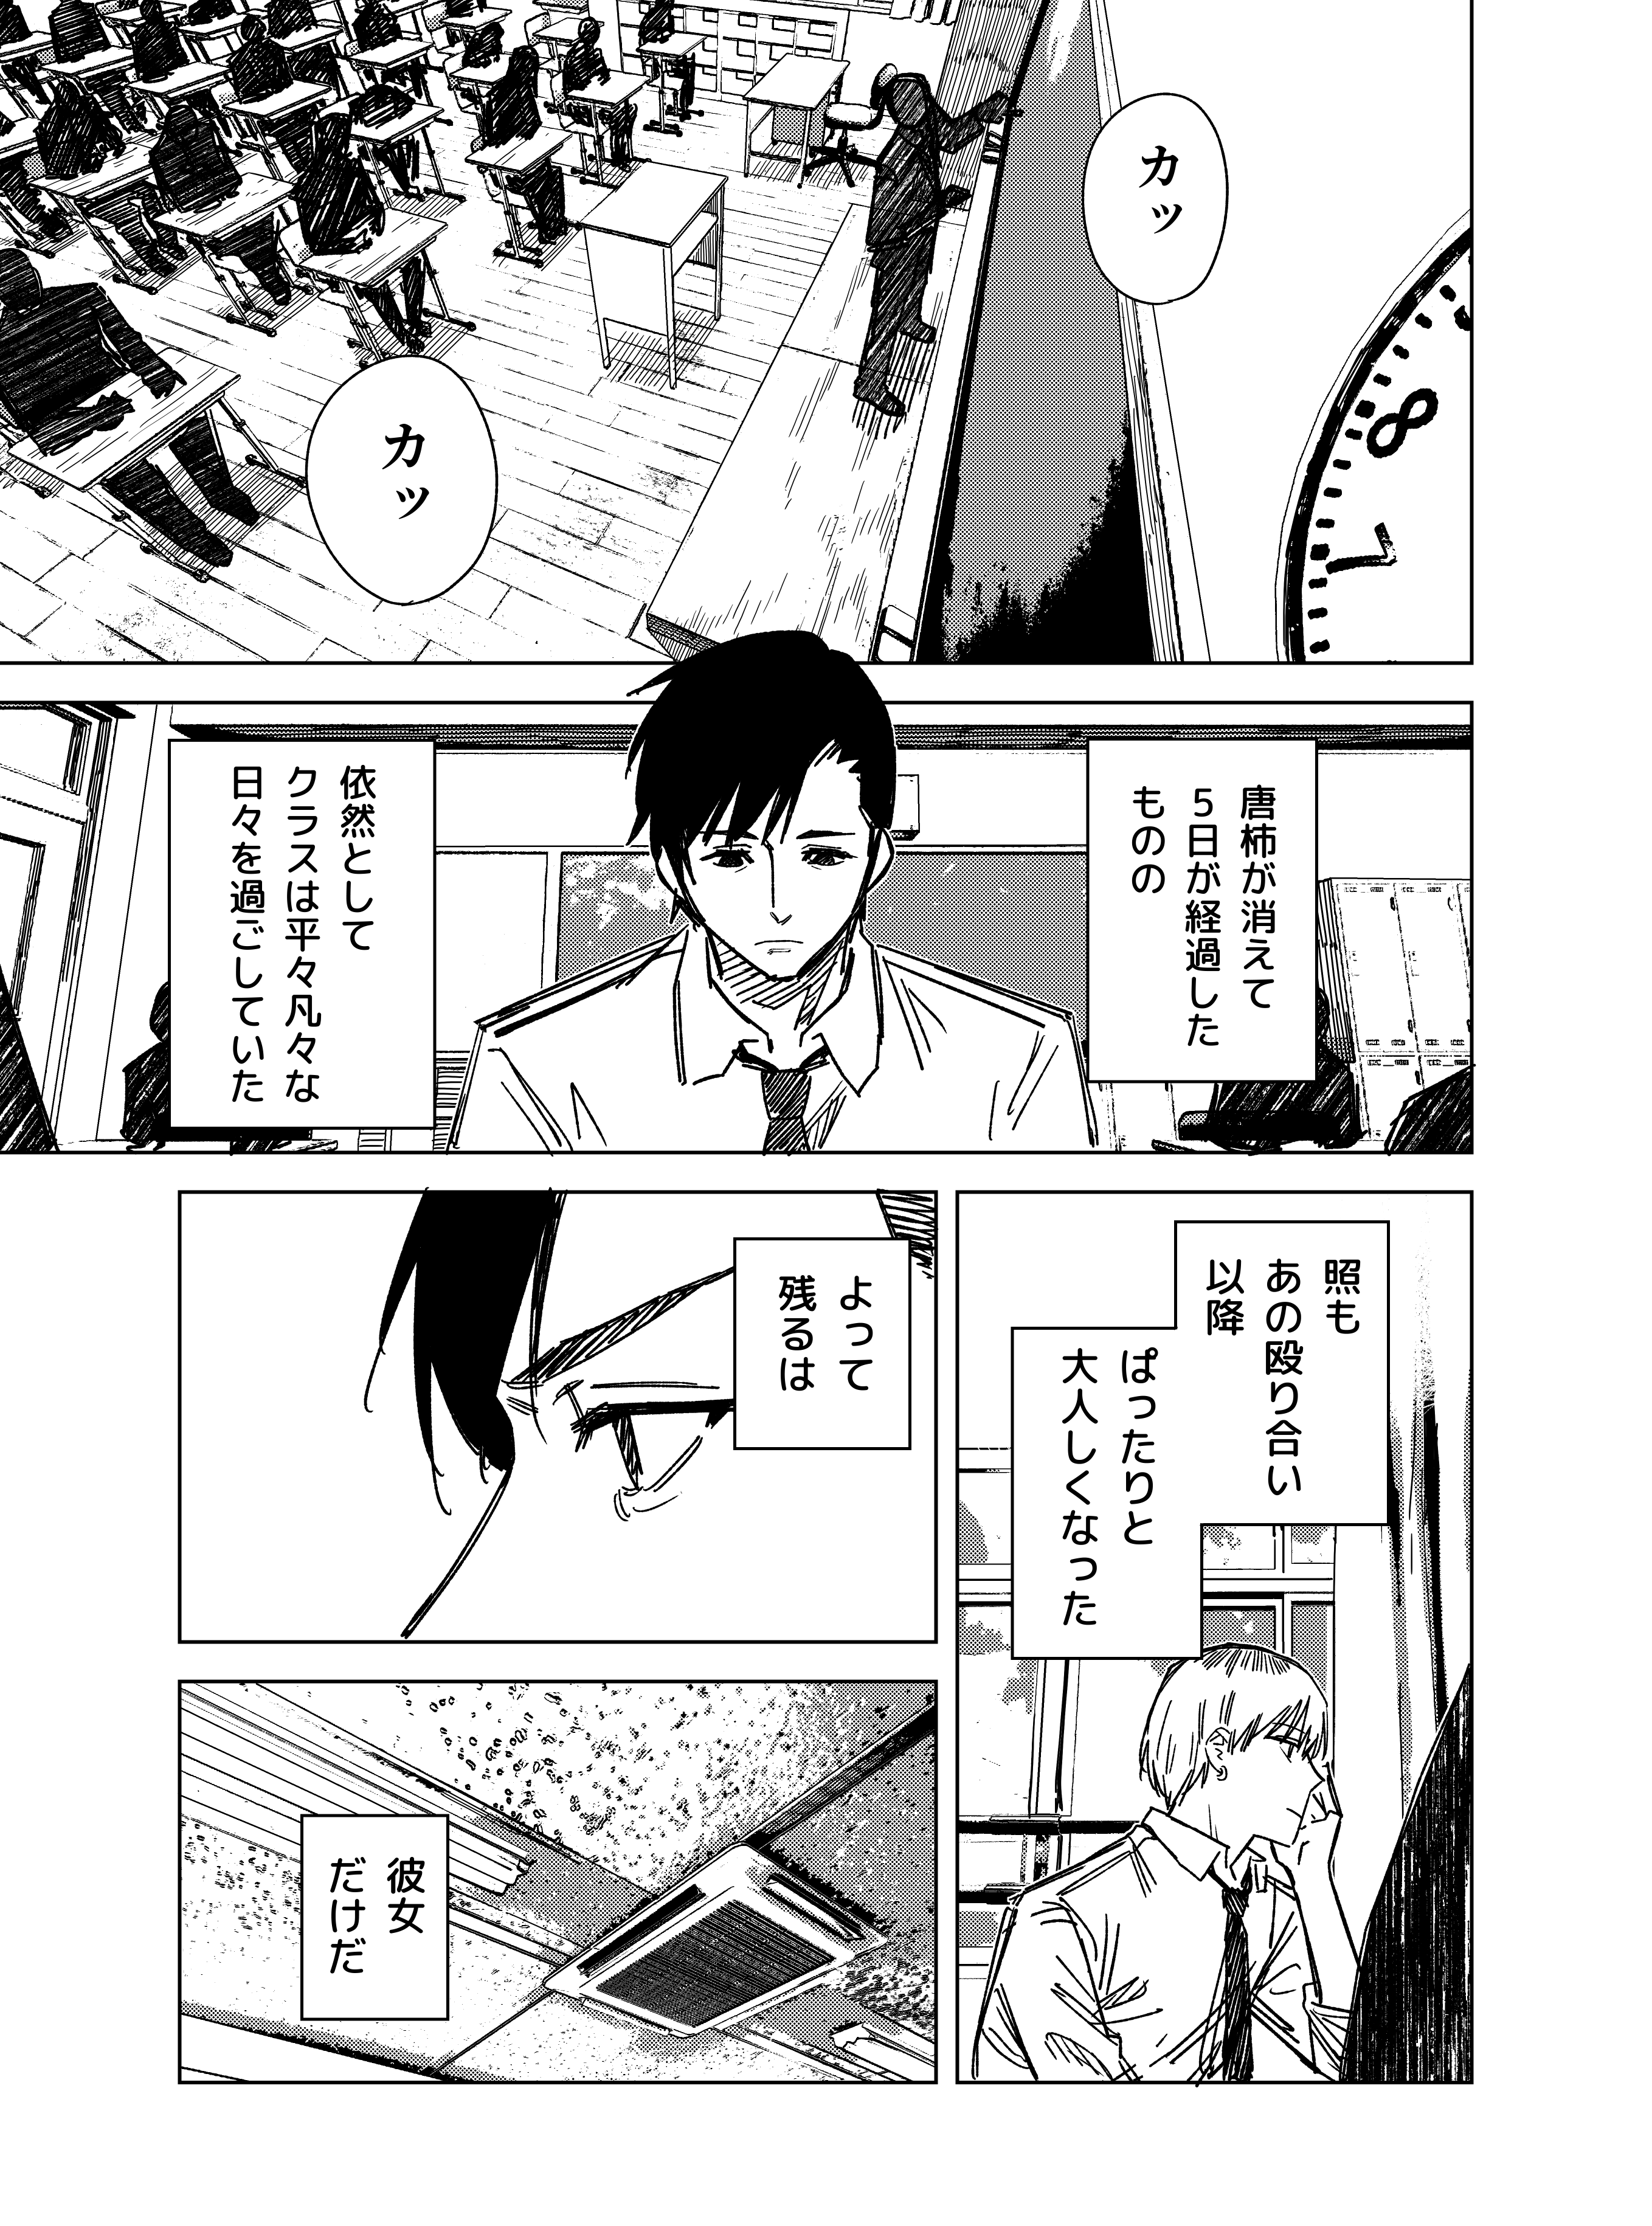 カッ
8
7
カッ
唐柿が消えて
5日が経過した
ものの
依然として
クラスは平々凡々な
日々を過ごしていた
照も
あの殴り合い
以降
ぱったりと
大人しくなった
よって
残るは
彼女
だけだ